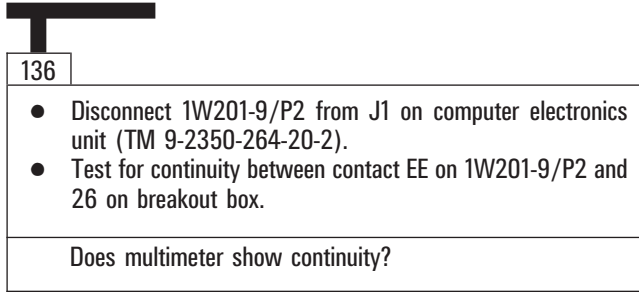 136
● Disconnect 1W201-9/P2 from J1 on computer electronics
unit (TM 9-2350-264-20-2).
● Test for continuity between contact EE on 1W201-9/P2 and
26 on breakout box.
Does multimeter show continuity?